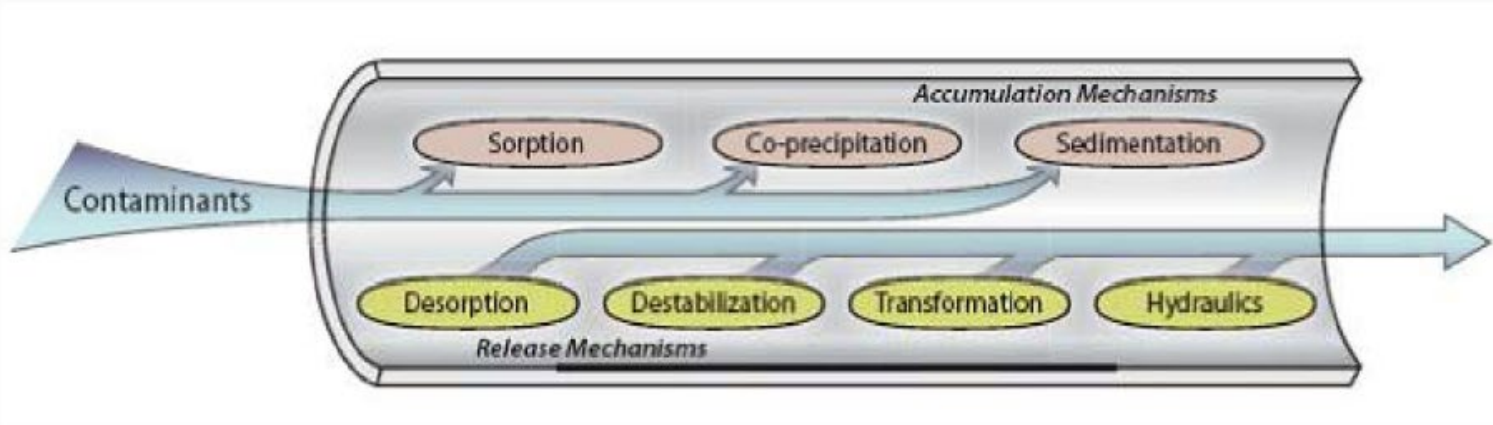 Accumulation Mechanisms
Sorption
Co-precipitation
Sedimentation
Contaminants
Desorption
Destabilization
Transformation
Hydraulics
Release Mechanisms